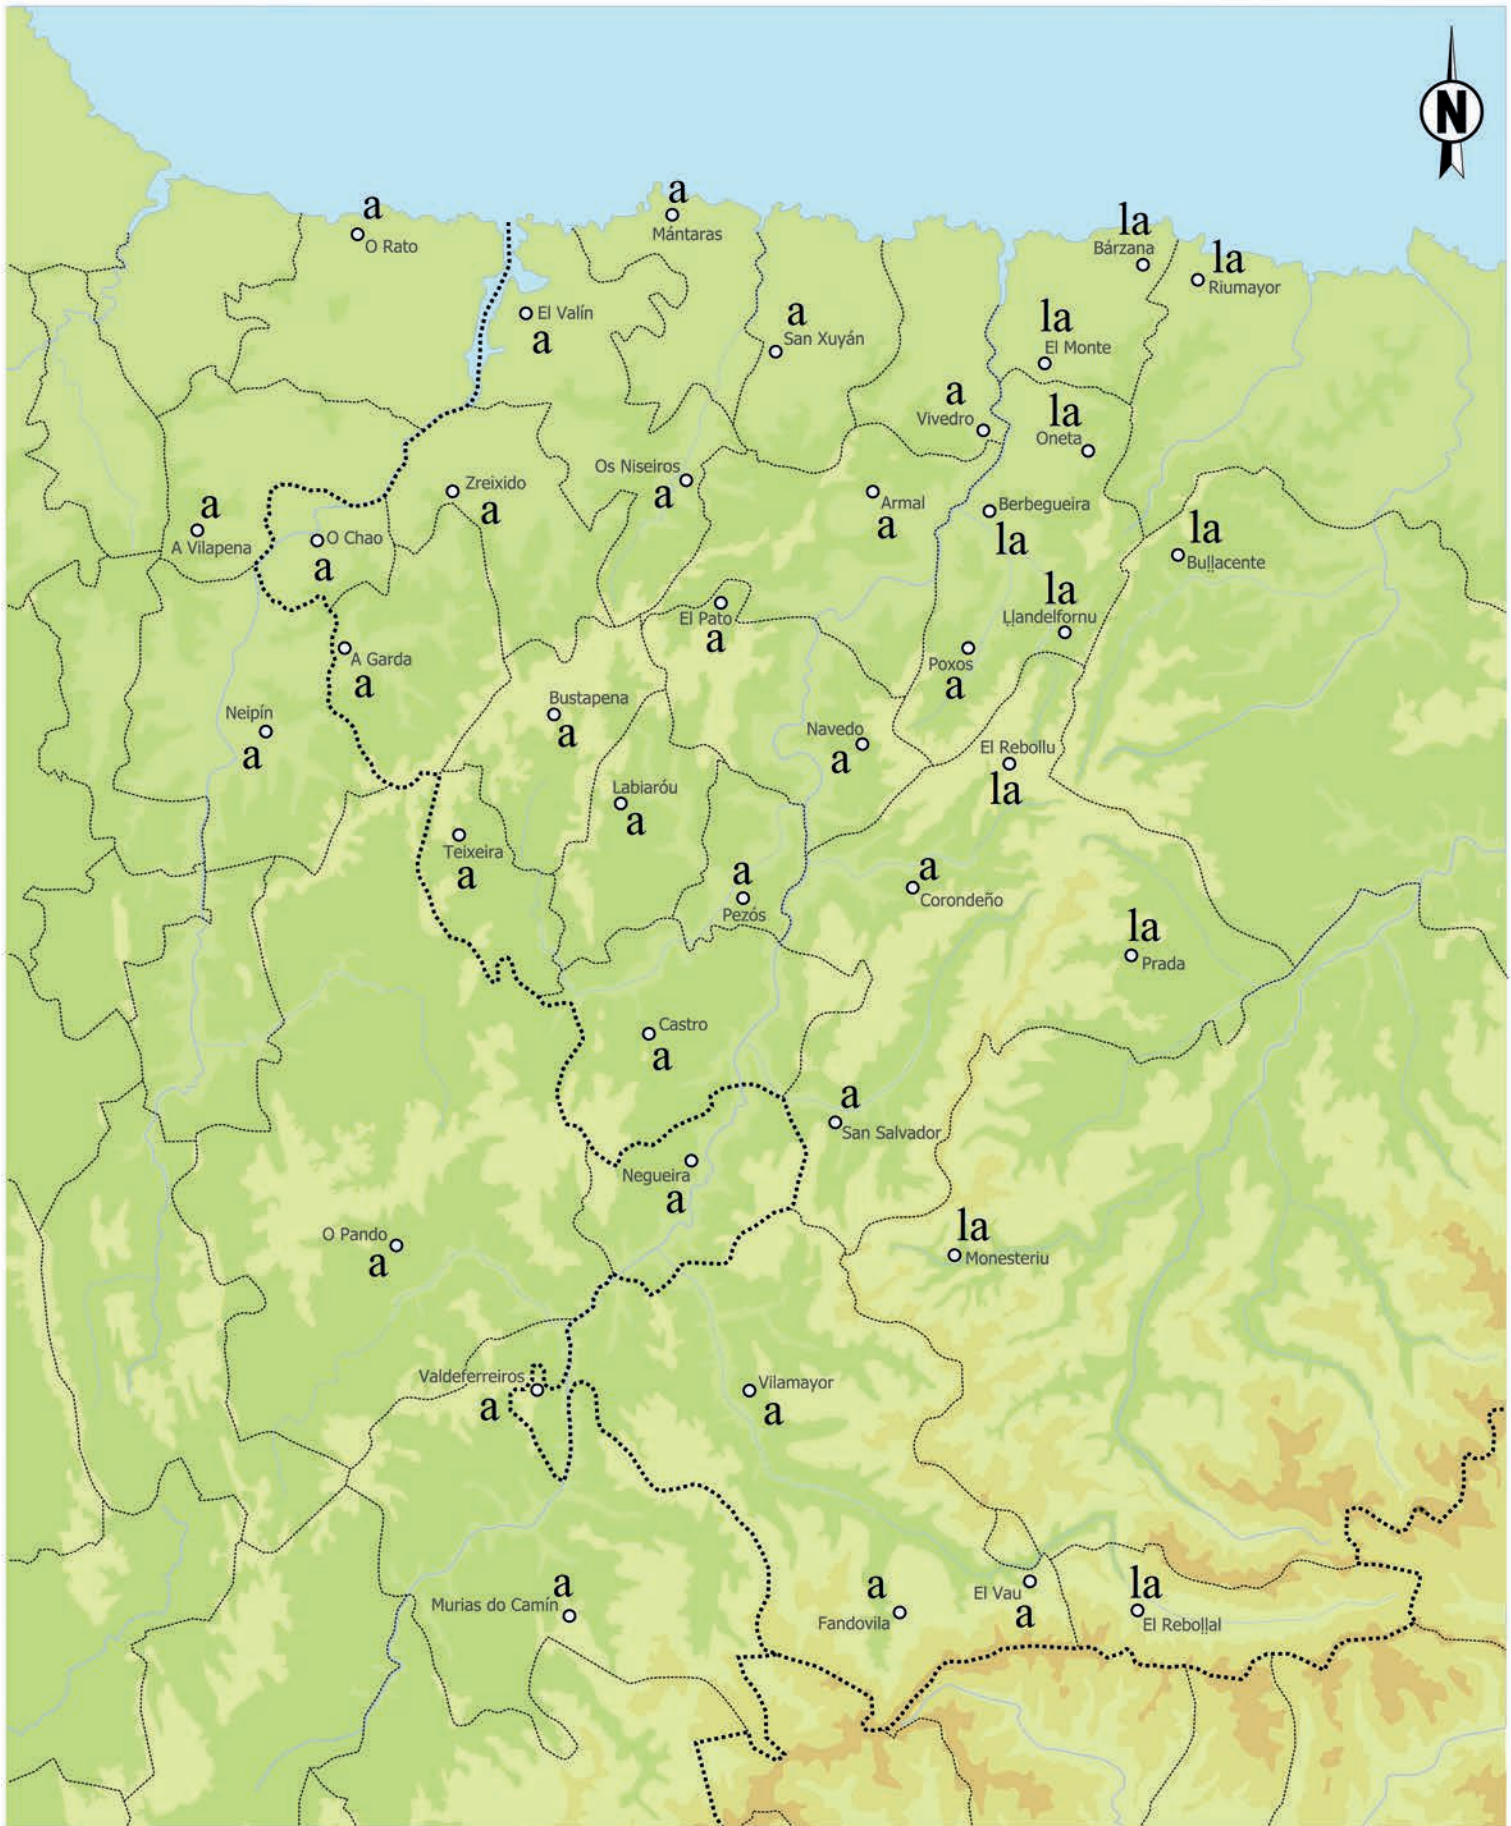 N
a
O Rato
a
Mántaras
la
Bárzana
la
Riumayor
El Valín
a
a
San Xuyán
la
El Monte
a
Vivedro
la
Oneta
Os Niseiros
a
Zreixido
a
Armal
a
Berbegueira
la
a
A Vilapena
O Chao
a
la
Buḷḷacente
la
Ḷḷandelfornu
El Pato
a
A Garda
a
Poxos
a
Neipín
a
Bustapena
a
Navedo
a
El Rebollu
la
Labiaróu
a
Teixeira
a
a
Pezós
a
Corondeño
la
Prada
Castro
a
a
San Salvador
Negueira
a
O Pando
a
la
Monesteriu
Valdeferreiros
a
Vilamayor
a
a
Murias do Camín
a
Fandovila
El Vau
a
la
El Reboḷḷal